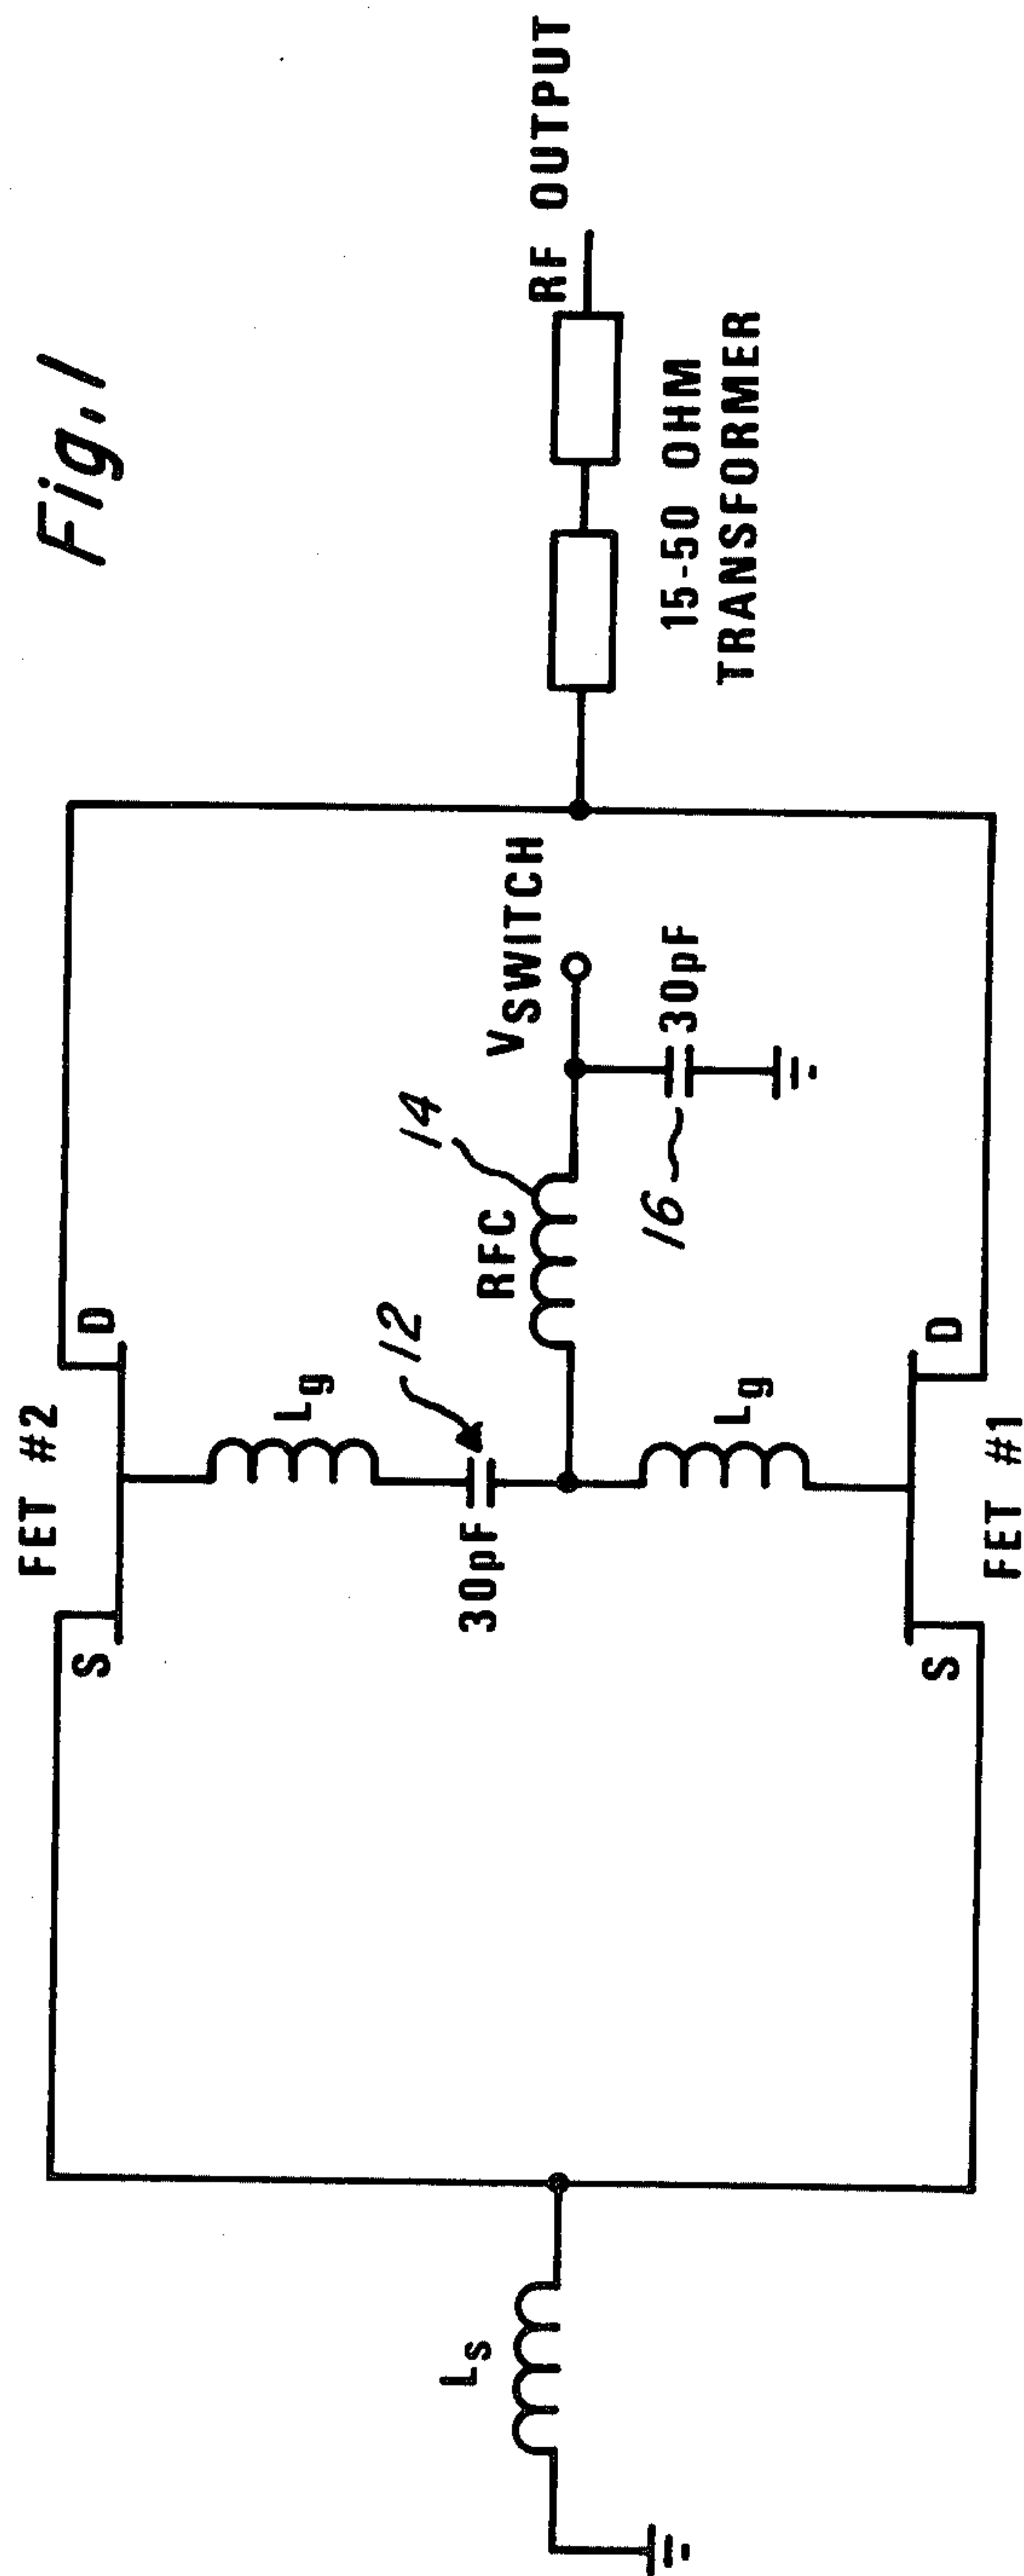 Fig. 1
FET #2
S
D
Lg
30pF
12
RFC
14
VSWITCH
16
30pF
Lg
S
D
FET #1
Ls
RF OUTPUT
15-50 OHM
TRANSFORMER